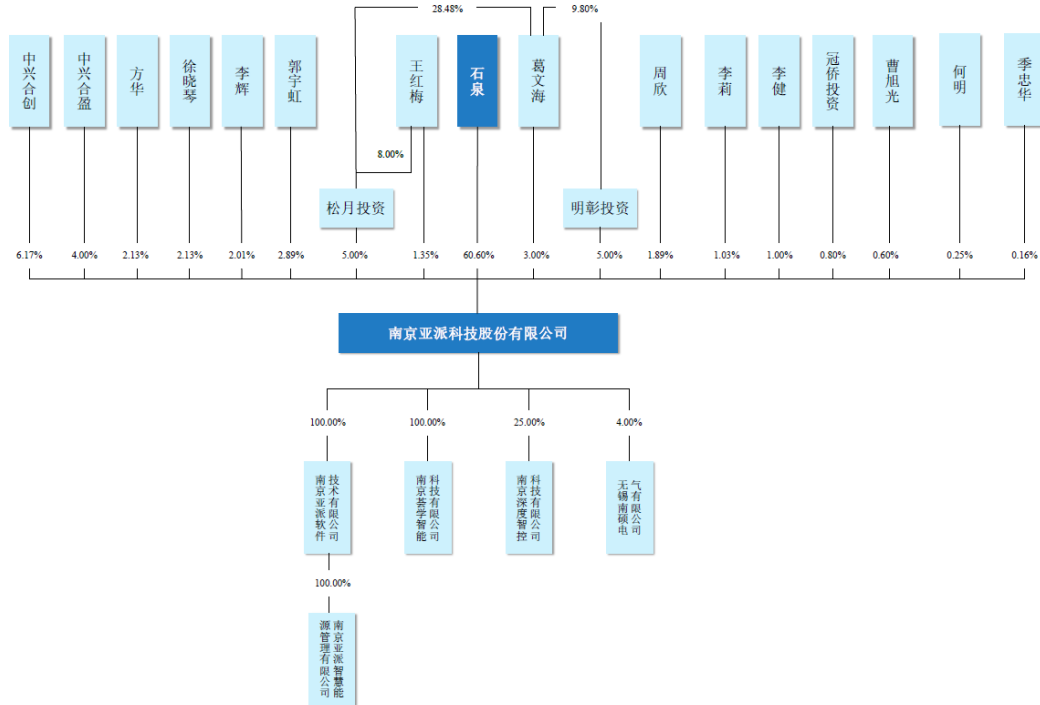 28.48%
9.80%
中兴合创
中兴合盈
方华
徐晓琴
李辉
郭宇虹
王红梅
石泉
葛文海
周欣
李莉
李健
冠侨投资
曹旭光
何明
季忠华
8.00%
松月投资
明彰投资
6.17%
4.00%
2.13%
2.13%
2.01%
2.89%
5.00%
1.35%
60.60%
3.00%
5.00%
1.89%
1.03%
1.00%
0.80%
0.60%
0.25%
0.16%
南京亚派科技股份有限公司
100.00%
100.00%
25.00%
4.00%
南京亚派软件
技术有限公司
南京荟学智能
科技有限公司
南京深度智控
科技有限公司
无锡南硕电
气有限公司
100.00%
南京亚派智慧能
源管理有限公司